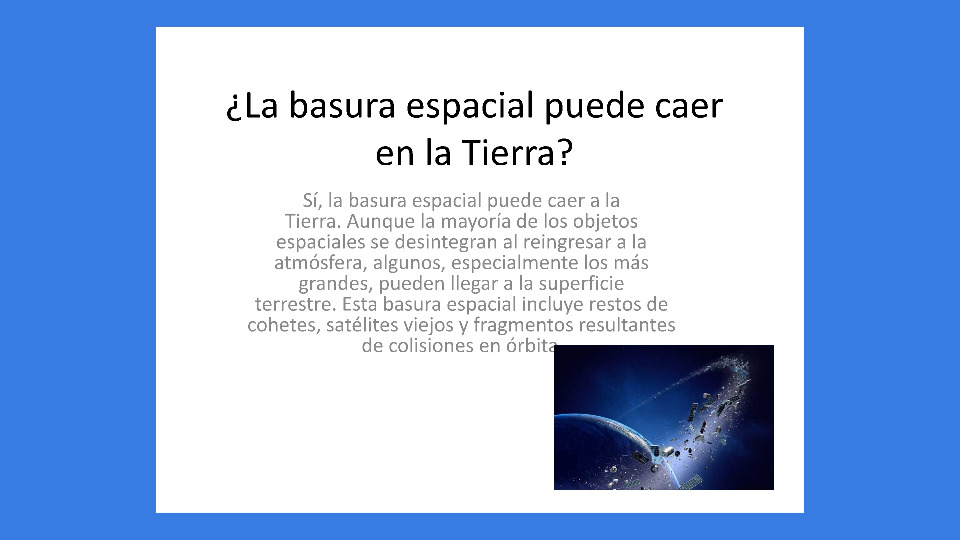 ¿La basura espacial puede caer
en la Tierra?
Sí, la basura espacial puede caer a la
Tierra. Aunque la mayoría de los objetos
espaciales se desintegran al reingresar a la
atmósfera, algunos, especialmente los más
grandes, pueden llegar a la superficie
terrestre. Esta basura espacial incluye restos de
cohetes, satélites viejos y fragmentos resultantes
de colisiones en órbita